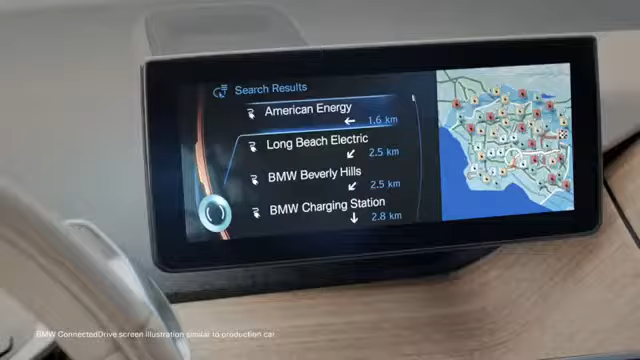 Search Results
American Energy
1.6 km
Long Beach Electric
2.5 km
BMW Beverly Hills
2.5 km
BMW Charging Station
2.8 km
BMW ConnectedDrive screen illustration similar to production car